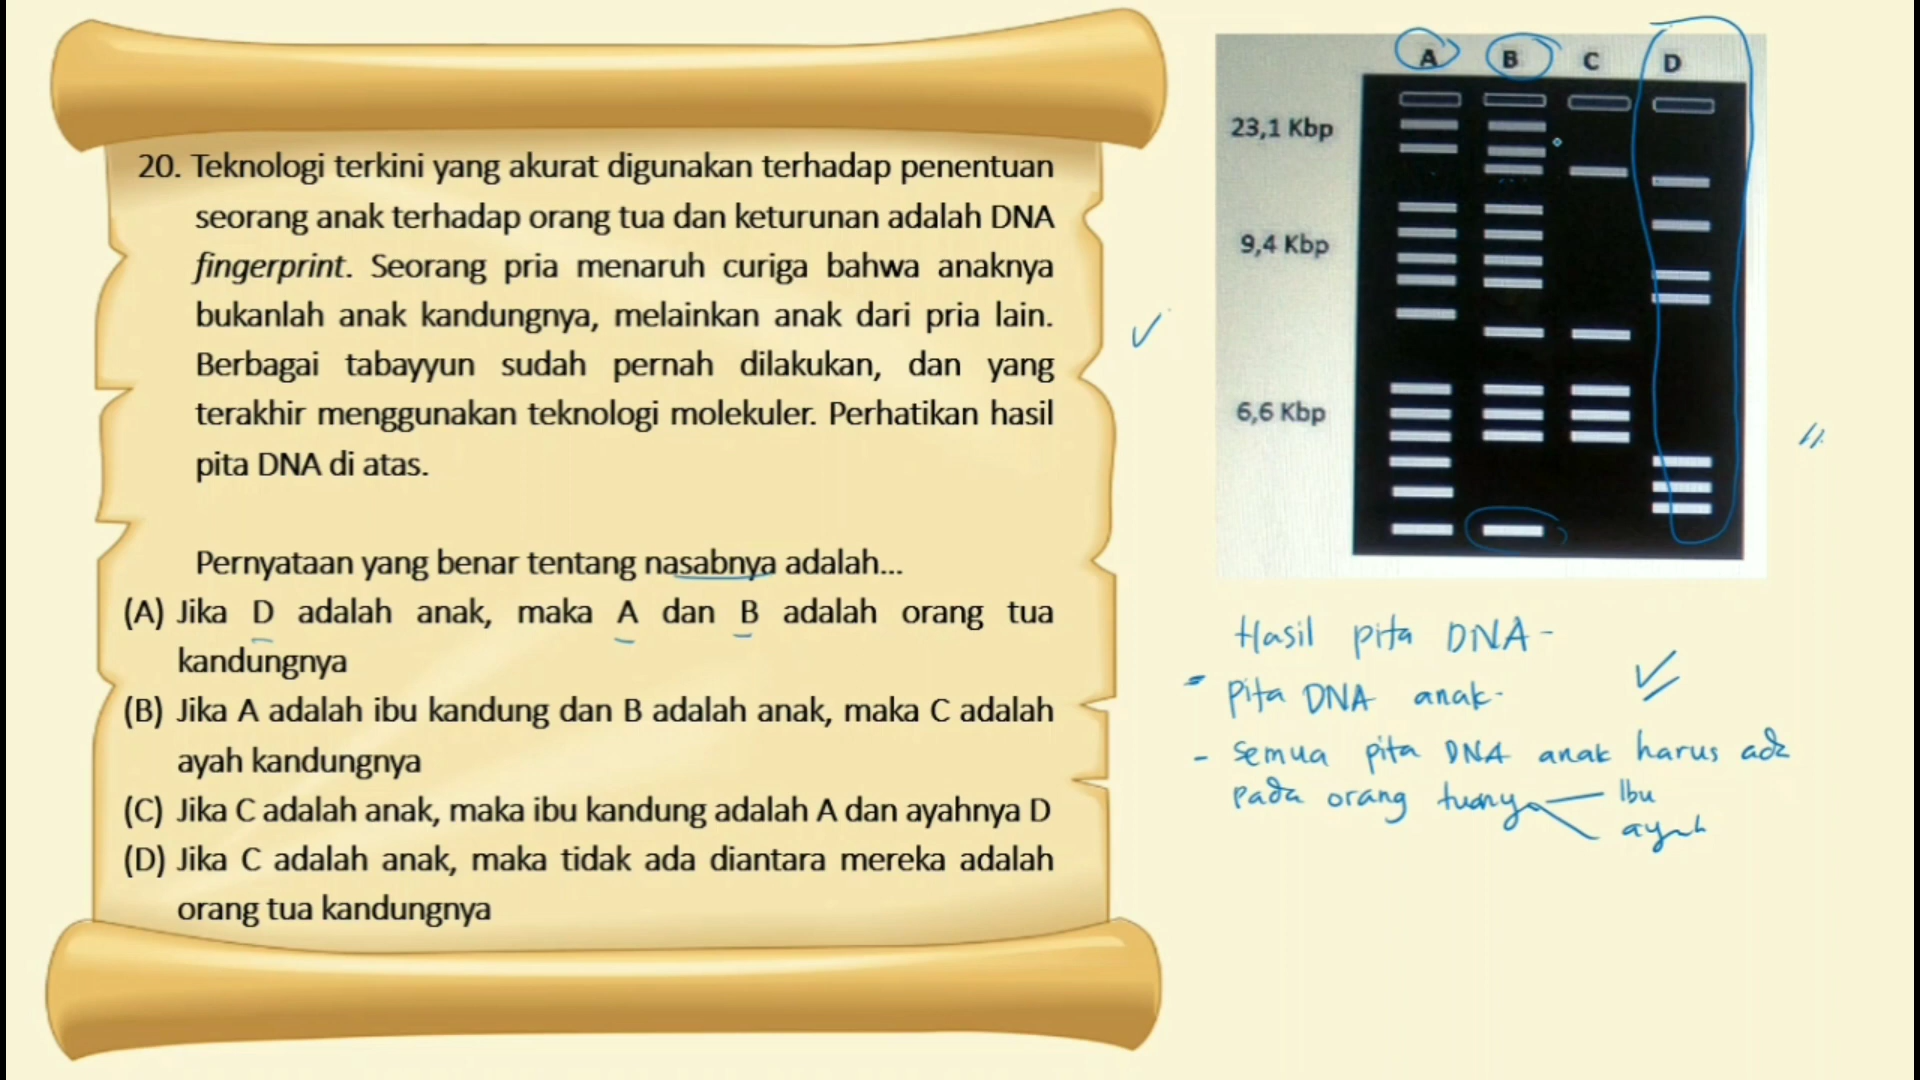 20. Teknologi terkini yang akurat digunakan terhadap penentuan
seorang anak terhadap orang tua dan keturunan adalah DNA
fingerprint. Seorang pria menaruh curiga bahwa anaknya
bukanlah anak kandungnya, melainkan anak dari pria lain.
Berbagai tabayyun sudah pernah dilakukan, dan yang
terakhir menggunakan teknologi molekuler. Perhatikan hasil
pita DNA di atas.
Pernyataan yang benar tentang nasabnya adalah...
(A) Jika D adalah anak, maka A dan B adalah orang tua
kandungnya
(B) Jika A adalah ibu kandung dan B adalah anak, maka C adalah
ayah kandungnya
(C) Jika C adalah anak, maka ibu kandung adalah A dan ayahnya D
(D) Jika C adalah anak, maka tidak ada diantara mereka adalah
orang tua kandungnya
A B C D
23,1 Kbp
9,4 Kbp
6,6 Kbp
Hasil pita DNA -
pita DNA anak -
- semua pita DNA anak harus ada
pada orang tuanya Ibu
ayah